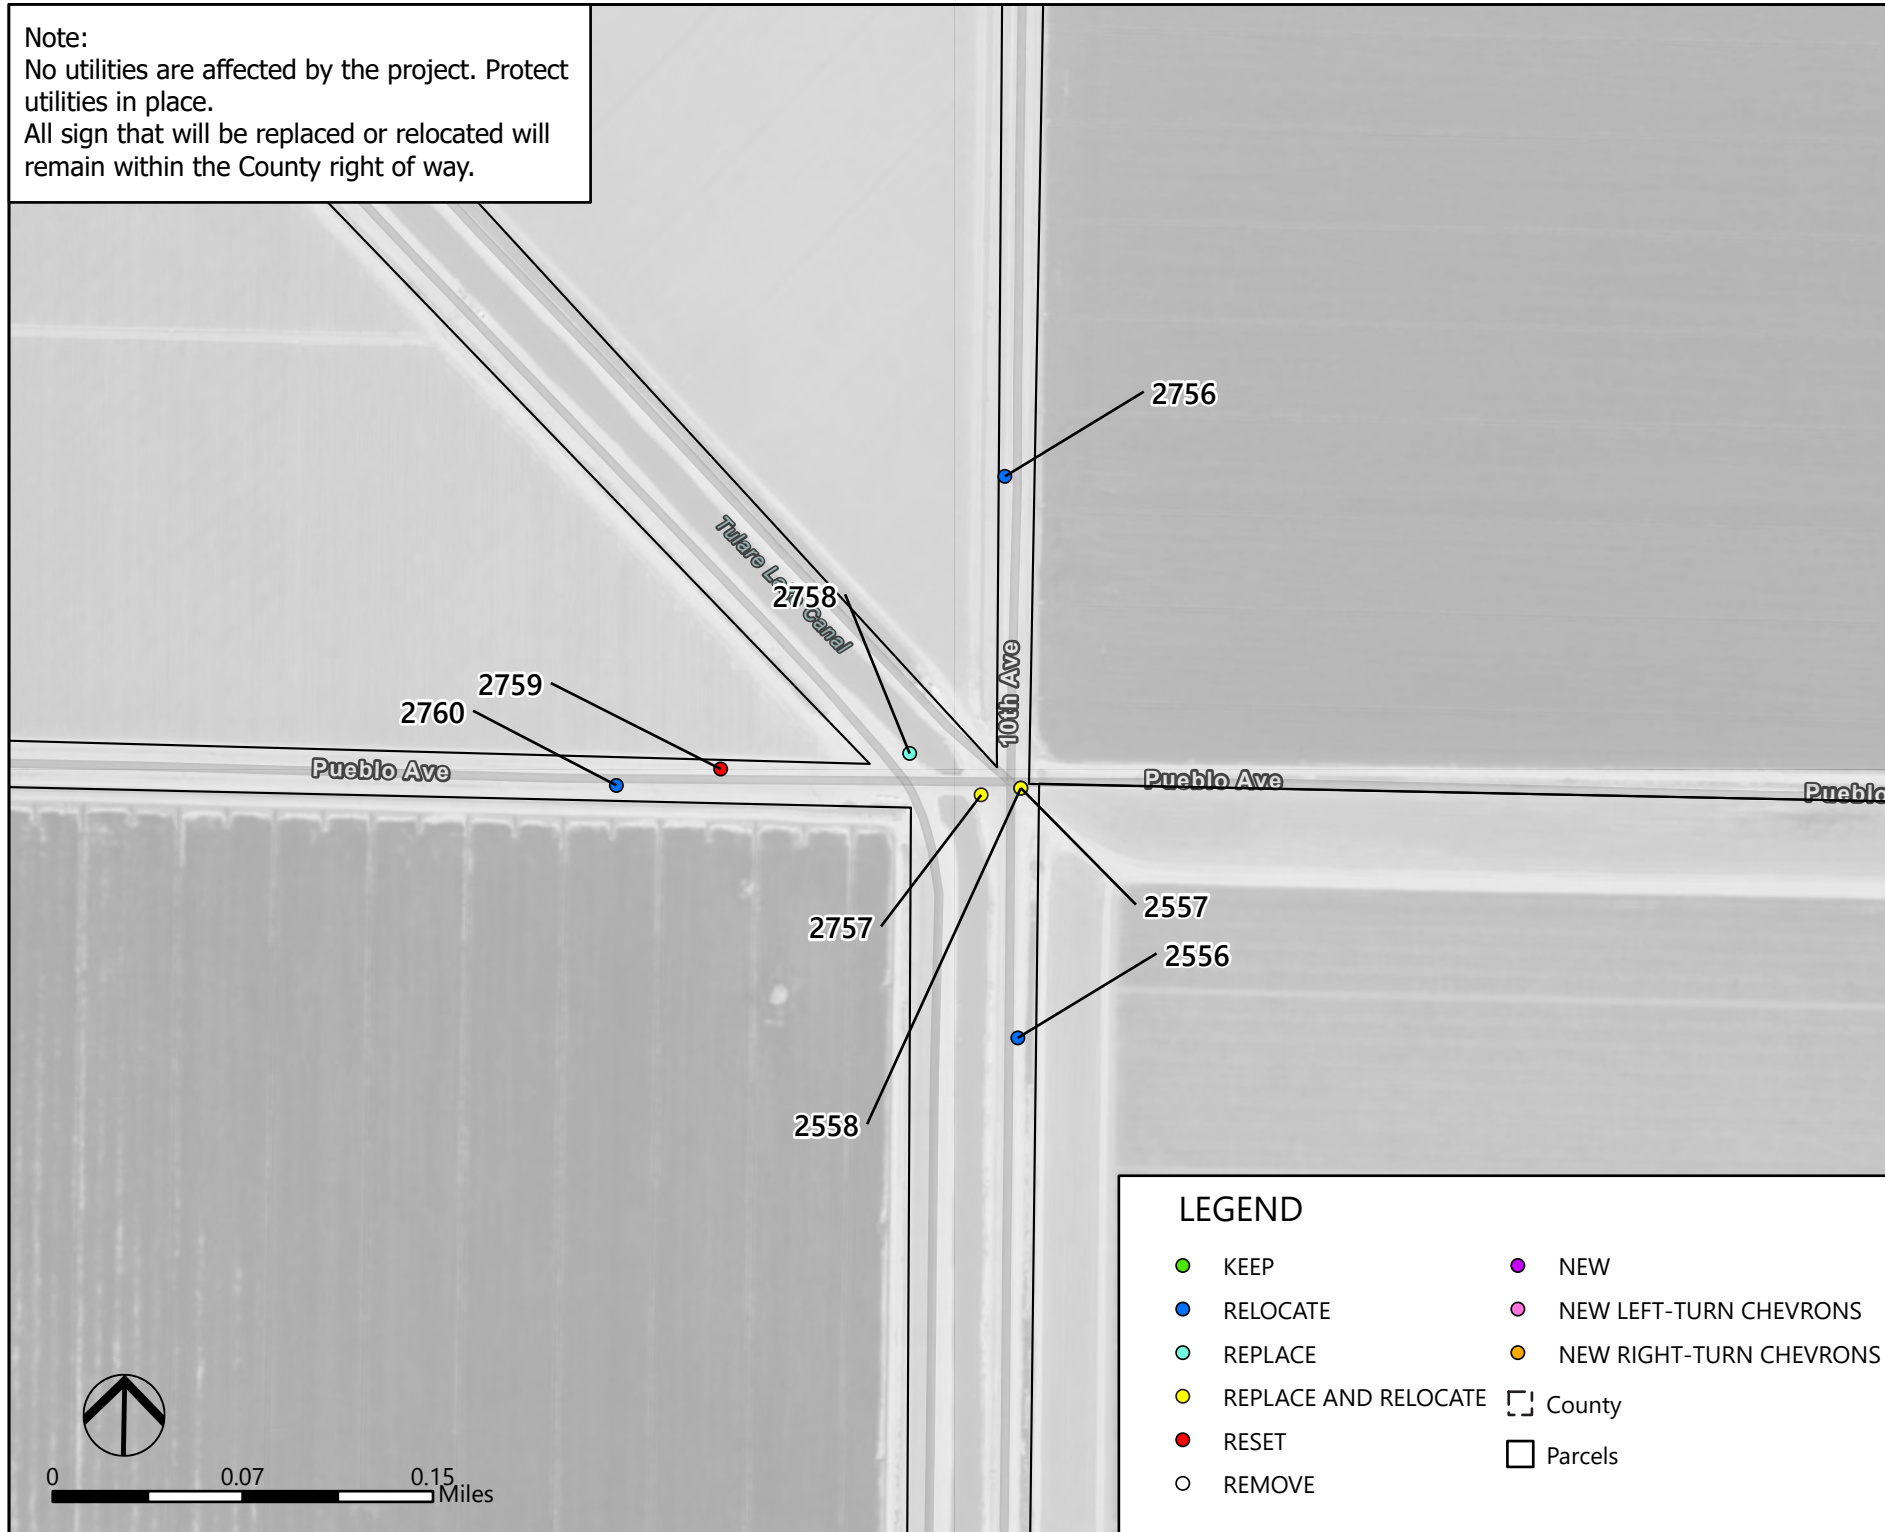 Note:
No utilities are affected by the project. Protect
utilities in place.
All sign that will be replaced or relocated will
remain within the County right of way.
2756
Tulare Lake Canal
2758
10th Ave
2759
2760
Pueblo Ave
Pueblo Ave
Pueblo
2757
2557
2556
2558
LEGEND
KEEP
RELOCATE
REPLACE
REPLACE AND RELOCATE
RESET
REMOVE
NEW
NEW LEFT-TURN CHEVRONS
NEW RIGHT-TURN CHEVRONS
County
Parcels
0 0.07 0.15
Miles